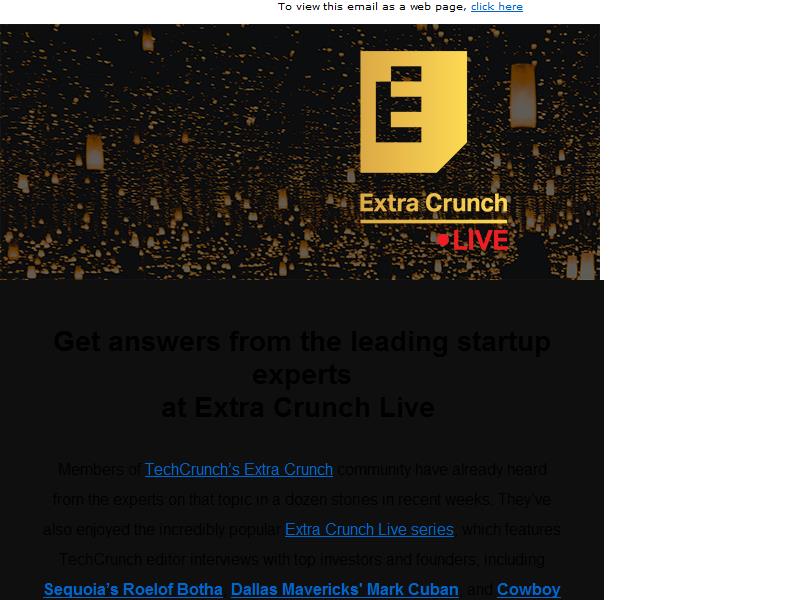 To view this email as a web page, click here
Extra Crunch
LIVE
Get answers from the leading startup
experts
at Extra Crunch Live
Members of TechCrunch's Extra Crunch community have already heard
from the experts on that topic in a dozen stories in recent weeks. They've
also enjoyed the incredibly popular Extra Crunch Live series, which features
TechCrunch editor interviews with top investors and founders, including
Sequoia's Roelof Botha, Dallas Mavericks' Mark Cuban, and Cowboy